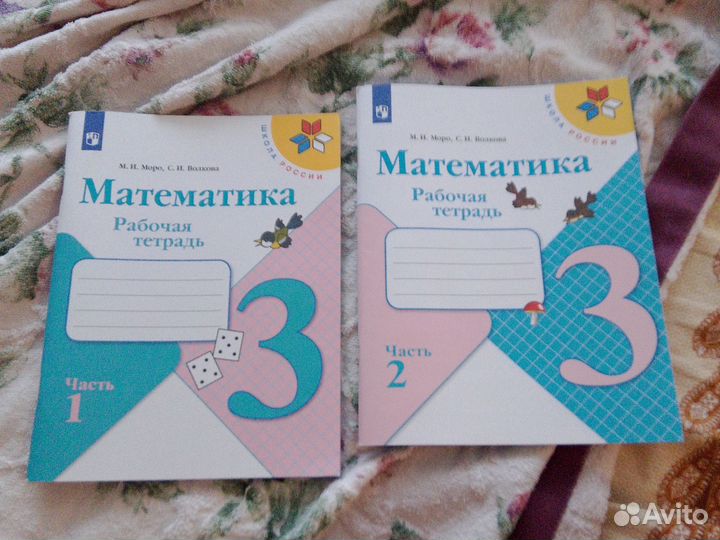 М. И. Моро, С. И. Волкова
ШКОЛА РОССИИ
Математика
Рабочая
тетрадь
3
Часть
1
М. И. Моро, С. И. Волкова
ШКОЛА РОССИИ
Математика
Рабочая
тетрадь
3
Часть
2
Avito